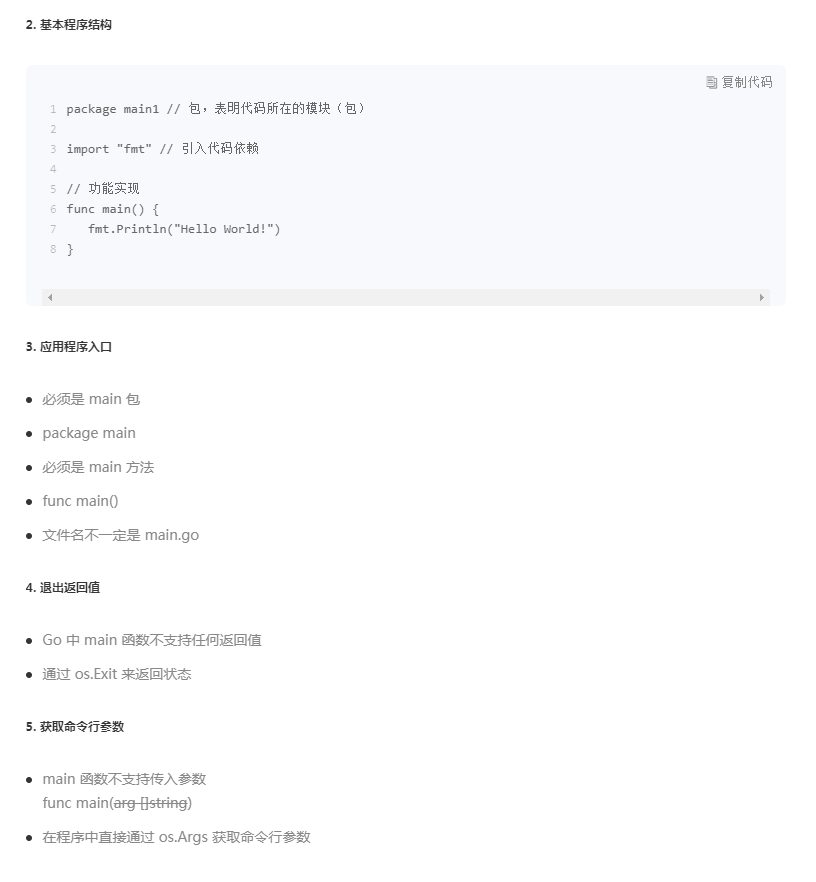 2. 基本程序结构
复制代码
1 package main1 // 包，表明代码所在的模块（包）
2
3 import "fmt" // 引入代码依赖
4
5 // 功能实现
6 func main() {
7    fmt.Println("Hello World!")
8 }
3. 应用程序入口
● 必须是 main 包
● package main
● 必须是 main 方法
● func main()
● 文件名不一定是 main.go
4. 退出返回值
● Go 中 main 函数不支持任何返回值
● 通过 os.Exit 来返回状态
5. 获取命令行参数
● main 函数不支持传入参数
func main(arg []string)
● 在程序中直接通过 os.Args 获取命令行参数